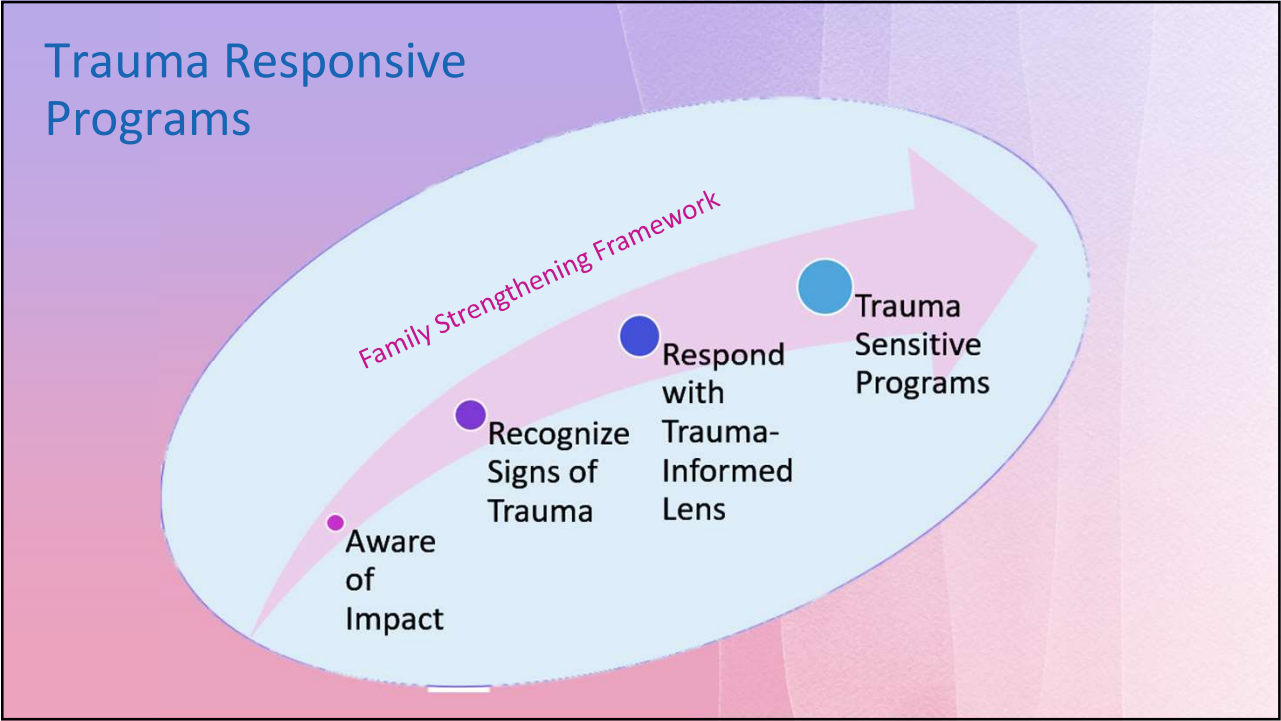 Trauma Responsive
Programs
Family Strengthening Framework
Aware
of
Impact
Recognize
Signs of
Trauma
Respond
with
Trauma-
Informed
Lens
Trauma
Sensitive
Programs